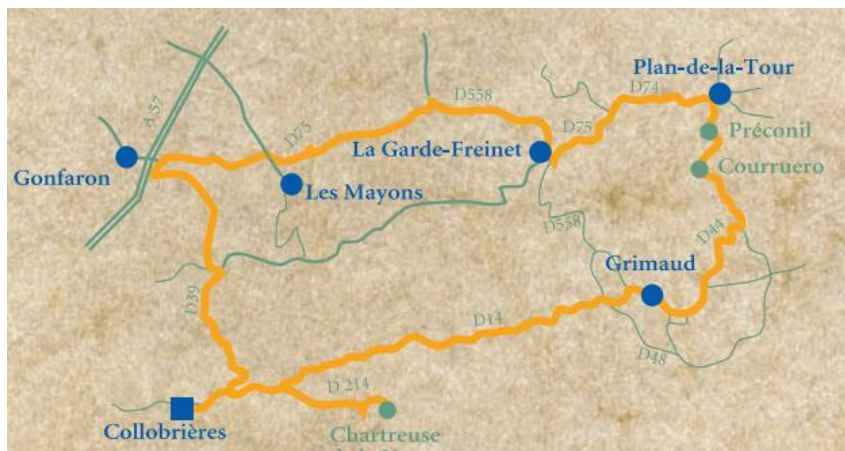 Plan-de-la-Tour
D74
D558
A 57
D75
D75
Préconil
La Garde-Freinet
Courruero
Gonfaron
Les Mayons
D558
D44
Grimaud
D39
D14
D48
D 214
Collobrières
Chartreuse